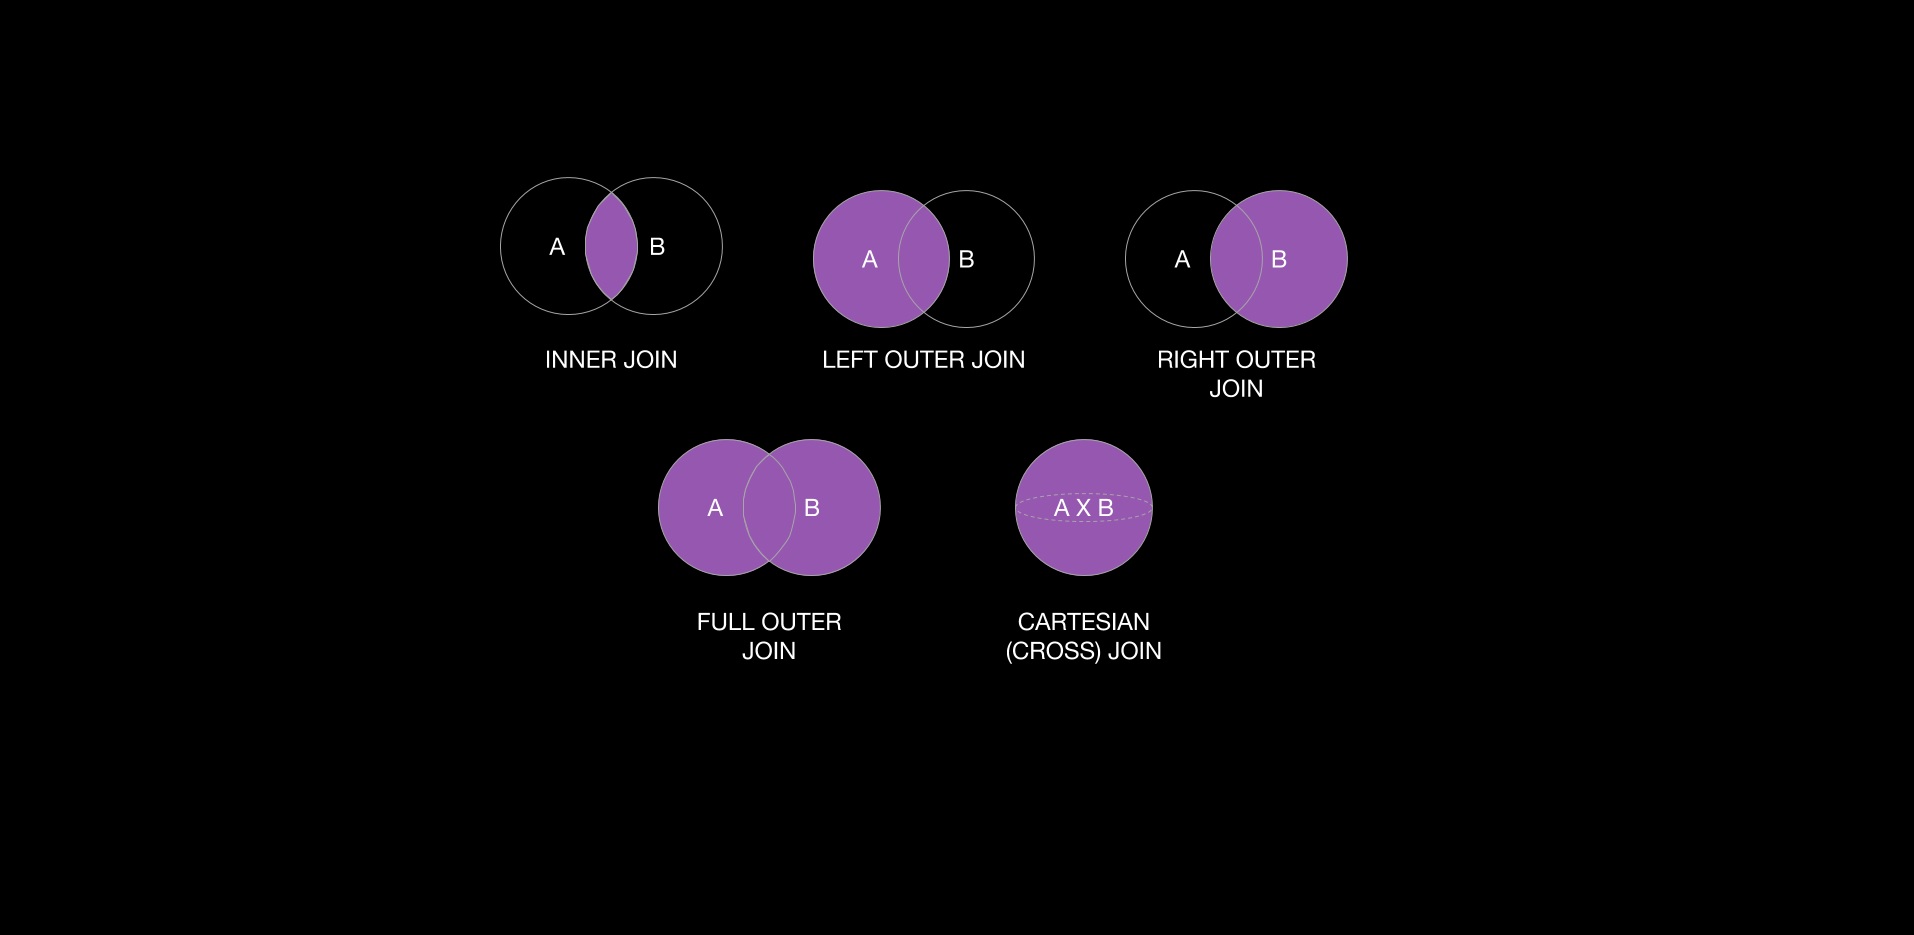 A
B
INNER JOIN
A
B
LEFT OUTER JOIN
A
B
RIGHT OUTER
JOIN
A
B
FULL OUTER
JOIN
A X B
CARTESIAN
(CROSS) JOIN